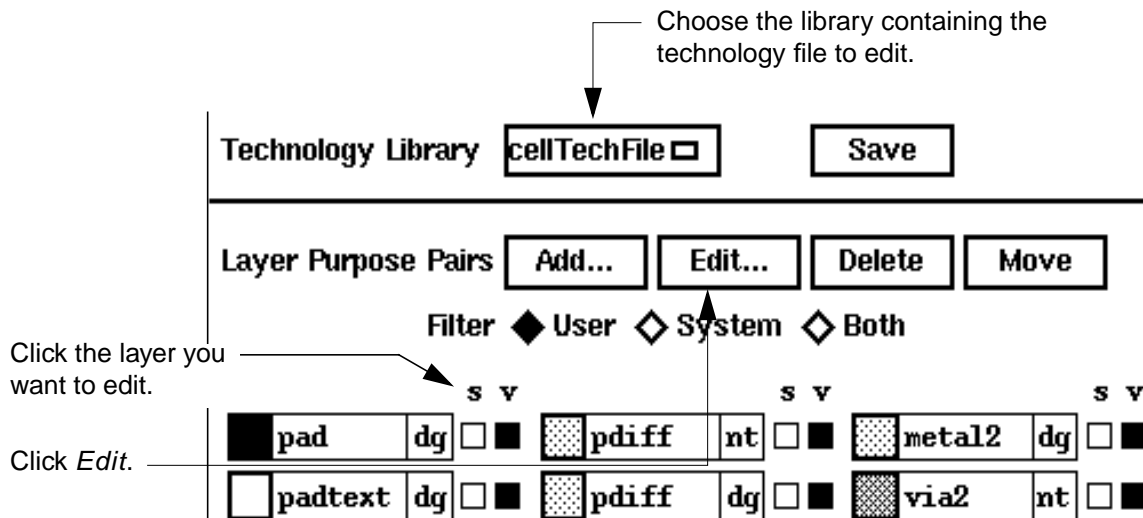 Choose the library containing the
technology file to edit.
Technology Library cellTechFile Save
Layer Purpose Pairs Add... Edit... Delete Move
Filter User System Both
Click the layer you
want to edit.
s v s v s v
pad dg pdiff nt metal2 dg
Click Edit.
padtext dg pdiff dg via2 nt